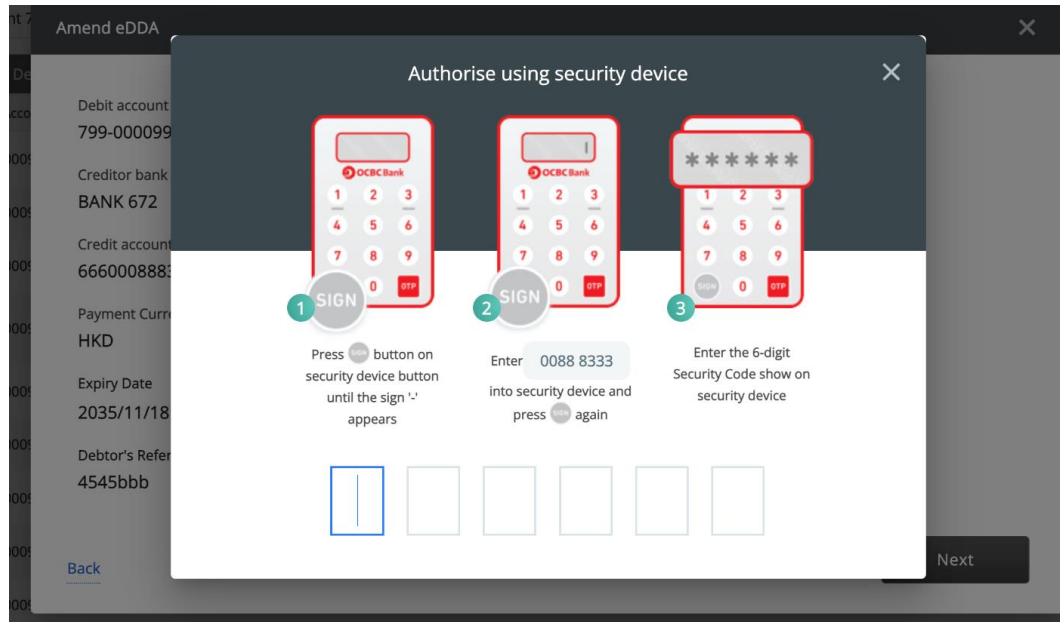 Amend eDDA
Authorise using security device
Debit account
799-000099
Creditor bank
BANK 672
Credit account
6660008883
Payment Curre
HKD
Expiry Date
2035/11/18
Debtor's Refer
4545bbb
Back
Next
OCBC Bank
1 2 3
4 5 6
7 8 9
SIGN 0 OTP
1
Press SIGN button on
security device button
until the sign '-'
appears
1
OCBC Bank
1 2 3
4 5 6
7 8 9
SIGN 0 OTP
2
Enter 0088 8333
into security device and
press SIGN again
******
1 2 3
4 5 6
7 8 9
SIGN 0 OTP
3
Enter the 6-digit
Security Code show on
security device